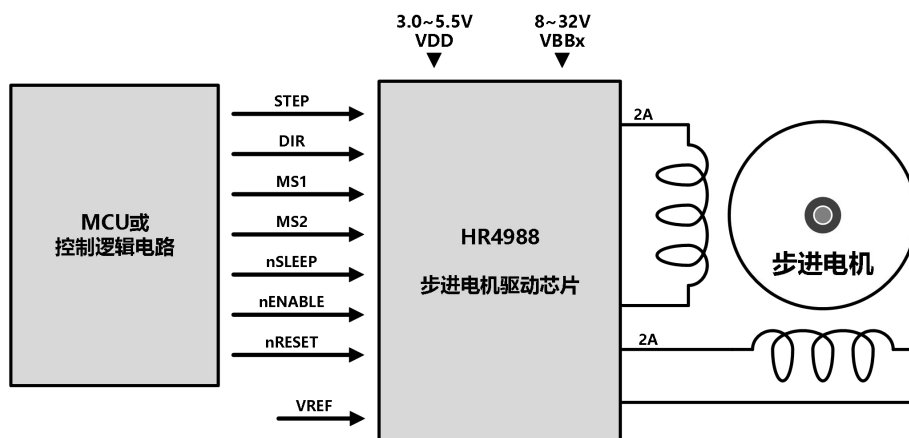 3.0~5.5V
VDD
8~32V
VBBx
MCU或
控制逻辑电路
STEP
DIR
MS1
MS2
nSLEEP
nENABLE
nRESET
VREF
HR4988
步进电机驱动芯片
2A
2A
步进电机